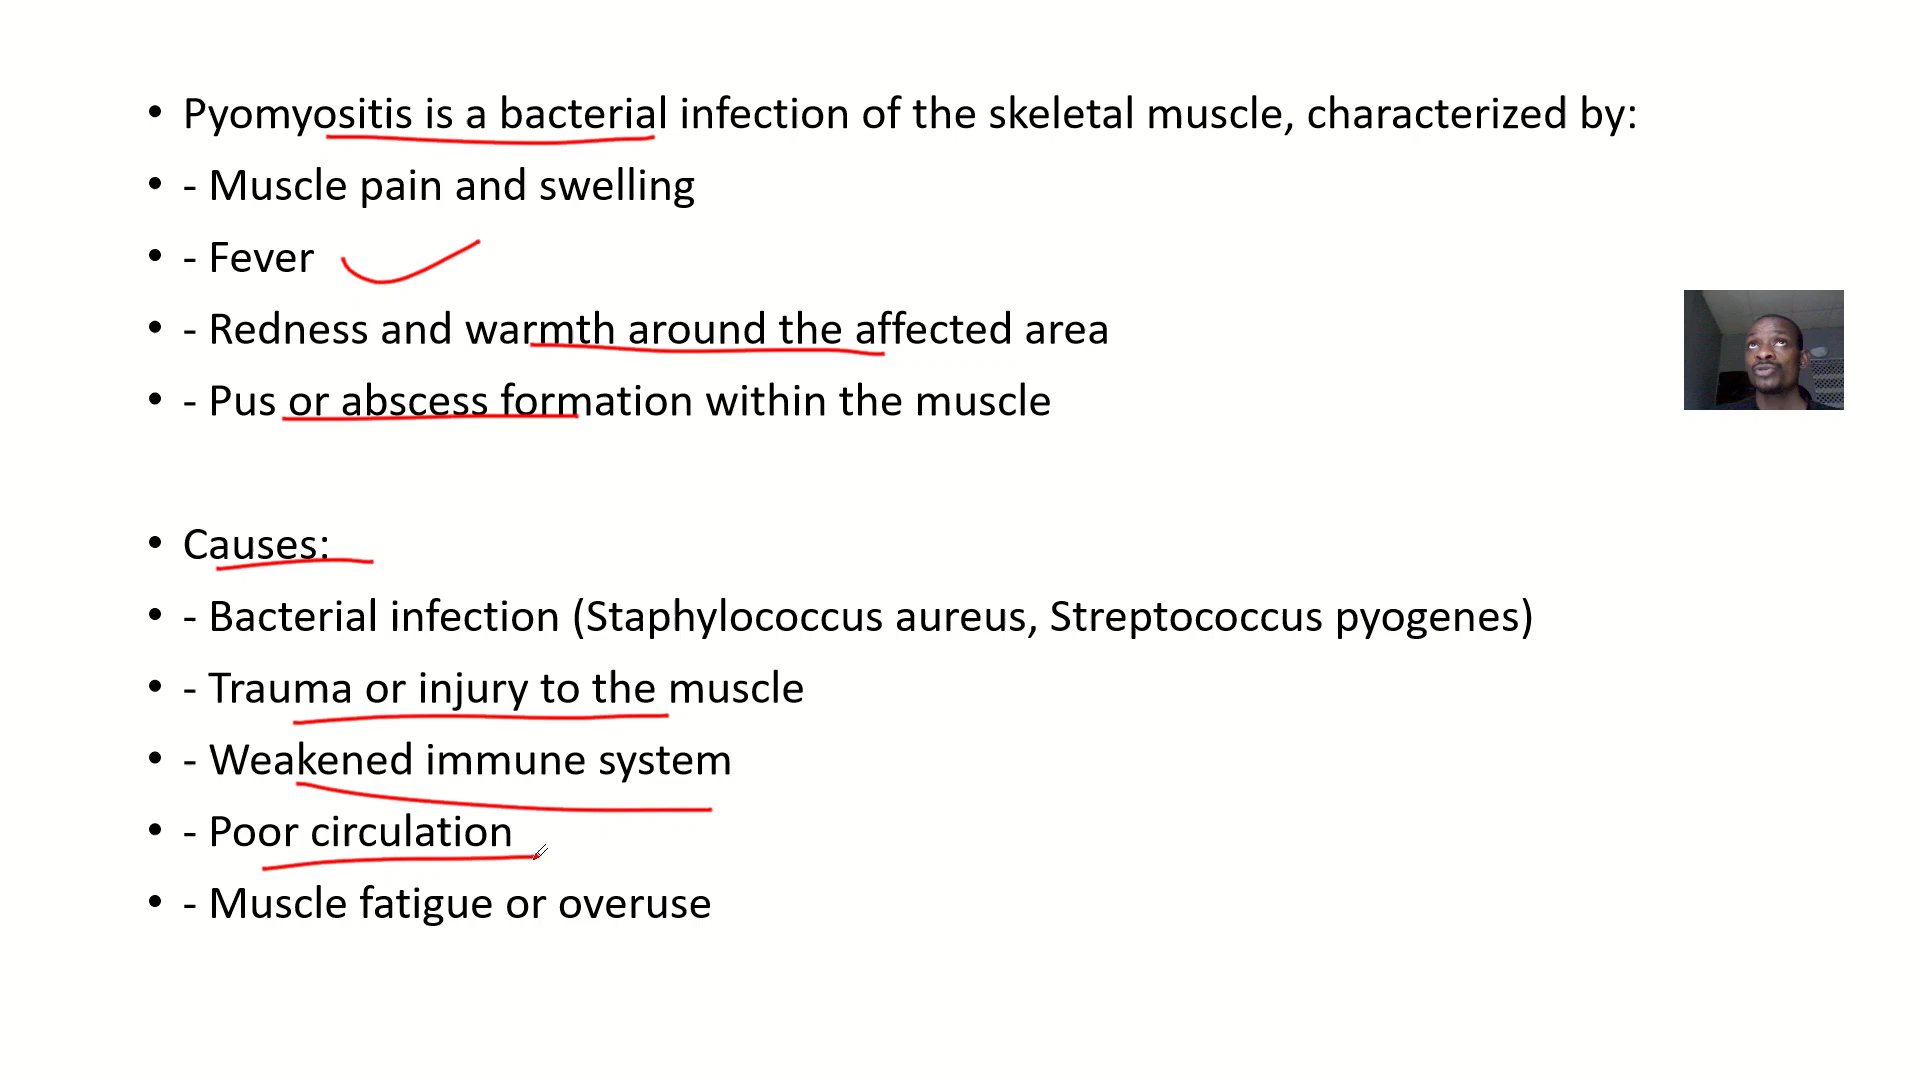 • Pyomyositis is a bacterial infection of the skeletal muscle, characterized by:
• - Muscle pain and swelling
• - Fever
• - Redness and warmth around the affected area
• - Pus or abscess formation within the muscle
• Causes:
• - Bacterial infection (Staphylococcus aureus, Streptococcus pyogenes)
• - Trauma or injury to the muscle
• - Weakened immune system
• - Poor circulation
• - Muscle fatigue or overuse